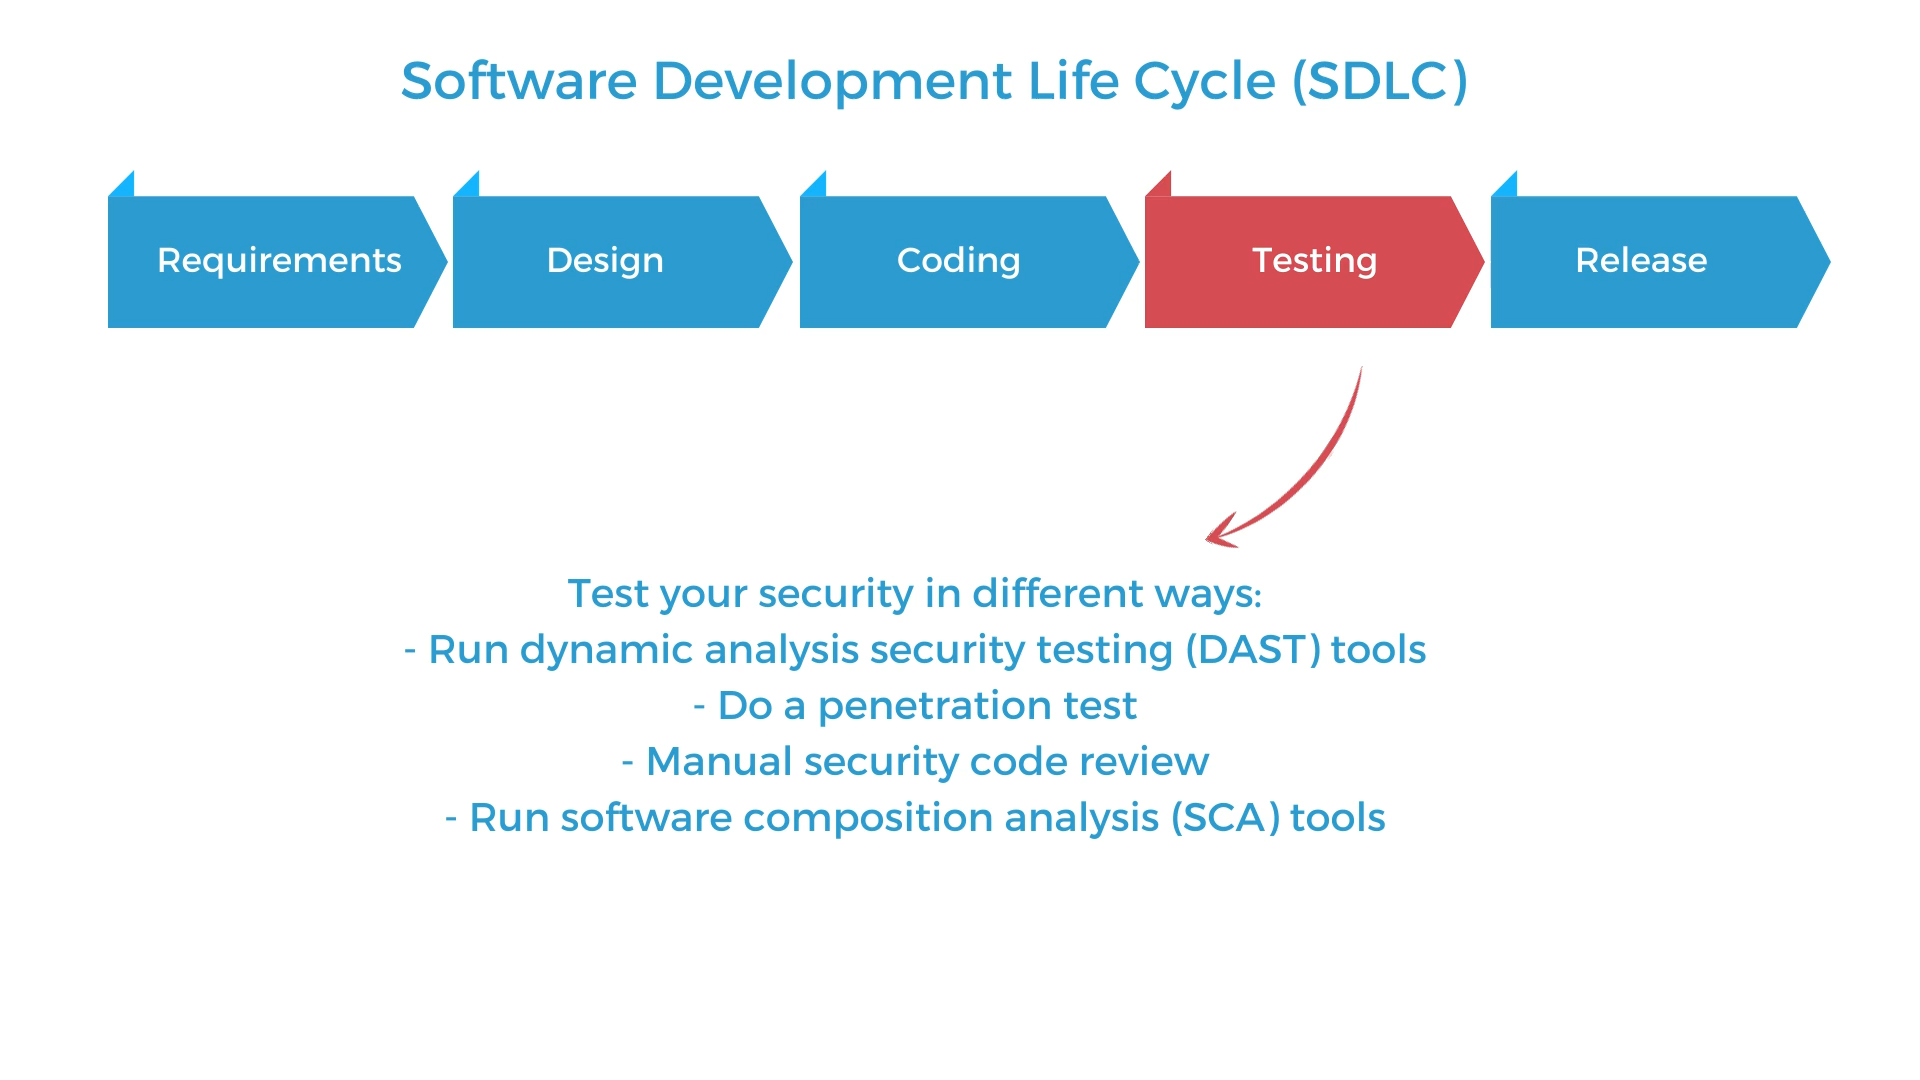 Software Development Life Cycle (SDLC)
Requirements
Design
Coding
Testing
Release
Test your security in different ways:
- Run dynamic analysis security testing (DAST) tools
- Do a penetration test
- Manual security code review
- Run software composition analysis (SCA) tools